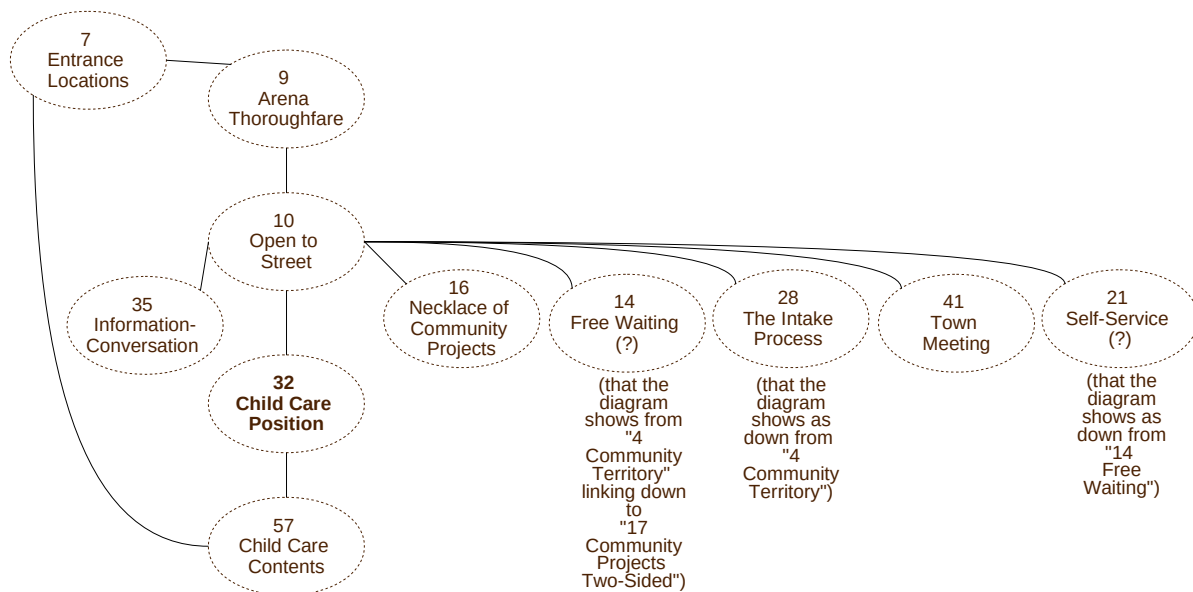 7
Entrance
Locations
9
Arena
Thoroughfare
10
Open to
Street
35
Information-
Conversation
16
Necklace of
Community
Projects
14
Free Waiting
(?)
28
The Intake
Process
41
Town
Meeting
21
Self-Service
(?)
32
Child Care
Position
(that the
diagram
shows from
"4
Community
Territory"
linking down
to
"17
Community
Projects
Two-Sided")
(that the
diagram
shows as
down from
"4
Community
Territory")
(that the
diagram
shows as
down from
"14
Free
Waiting")
57
Child Care
Contents